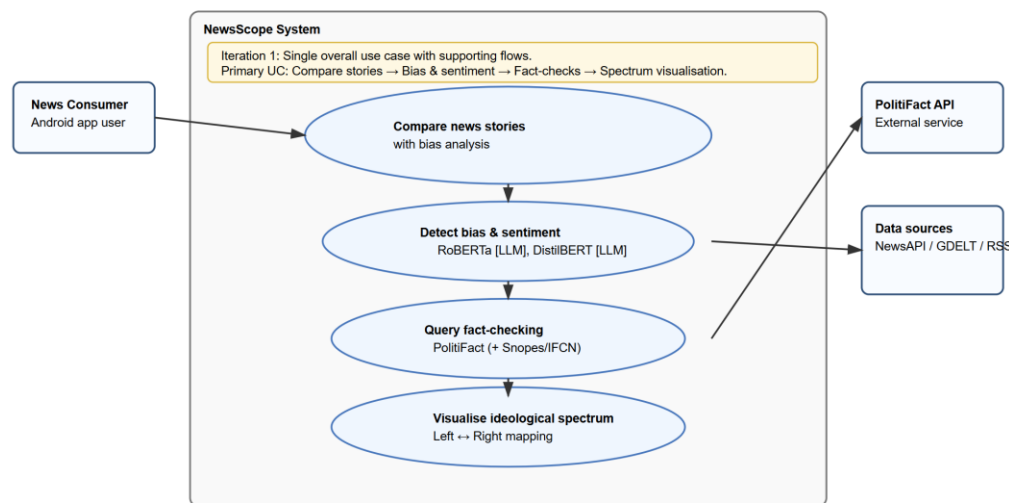 NewsScope System
Iteration 1: Single overall use case with supporting flows.
Primary UC: Compare stories → Bias & sentiment → Fact-checks → Spectrum visualisation.
News Consumer
Android app user
Compare news stories
with bias analysis
PolitiFact API
External service
Detect bias & sentiment
RoBERTa [LLM], DistilBERT [LLM]
Data sources
NewsAPI / GDELT / RSS
Query fact-checking
PolitiFact (+ Snopes/IFCN)
Visualise ideological spectrum
Left ↔ Right mapping